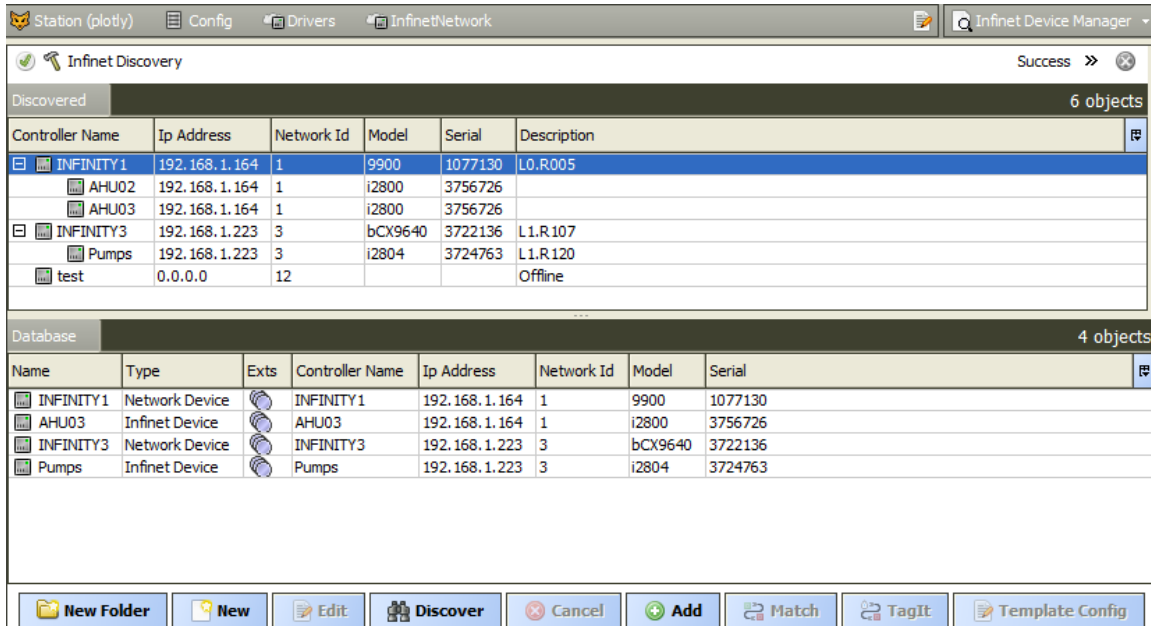 Station (plotly) Config Drivers InfinetNetwork Infinet Device Manager
Infinet Discovery Success »
Discovered 6 objects
Controller Name Ip Address Network Id Model Serial Description
INFINITY1 192.168.1.164 1 9900 1077130 L0.R005
AHU02 192.168.1.164 1 i2800 3756726
AHU03 192.168.1.164 1 i2800 3756726
INFINITY3 192.168.1.223 3 bCX9640 3722136 L1.R107
Pumps 192.168.1.223 3 i2804 3724763 L1.R120
test 0.0.0.0 12 Offline
Database 4 objects
Name Type Exts Controller Name Ip Address Network Id Model Serial
INFINITY1 Network Device INFINITY1 192.168.1.164 1 9900 1077130
AHU03 Infinet Device AHU03 192.168.1.164 1 i2800 3756726
INFINITY3 Network Device INFINITY3 192.168.1.223 3 bCX9640 3722136
Pumps Infinet Device Pumps 192.168.1.223 3 i2804 3724763
New Folder New Edit Discover Cancel Add Match TagIt Template Config